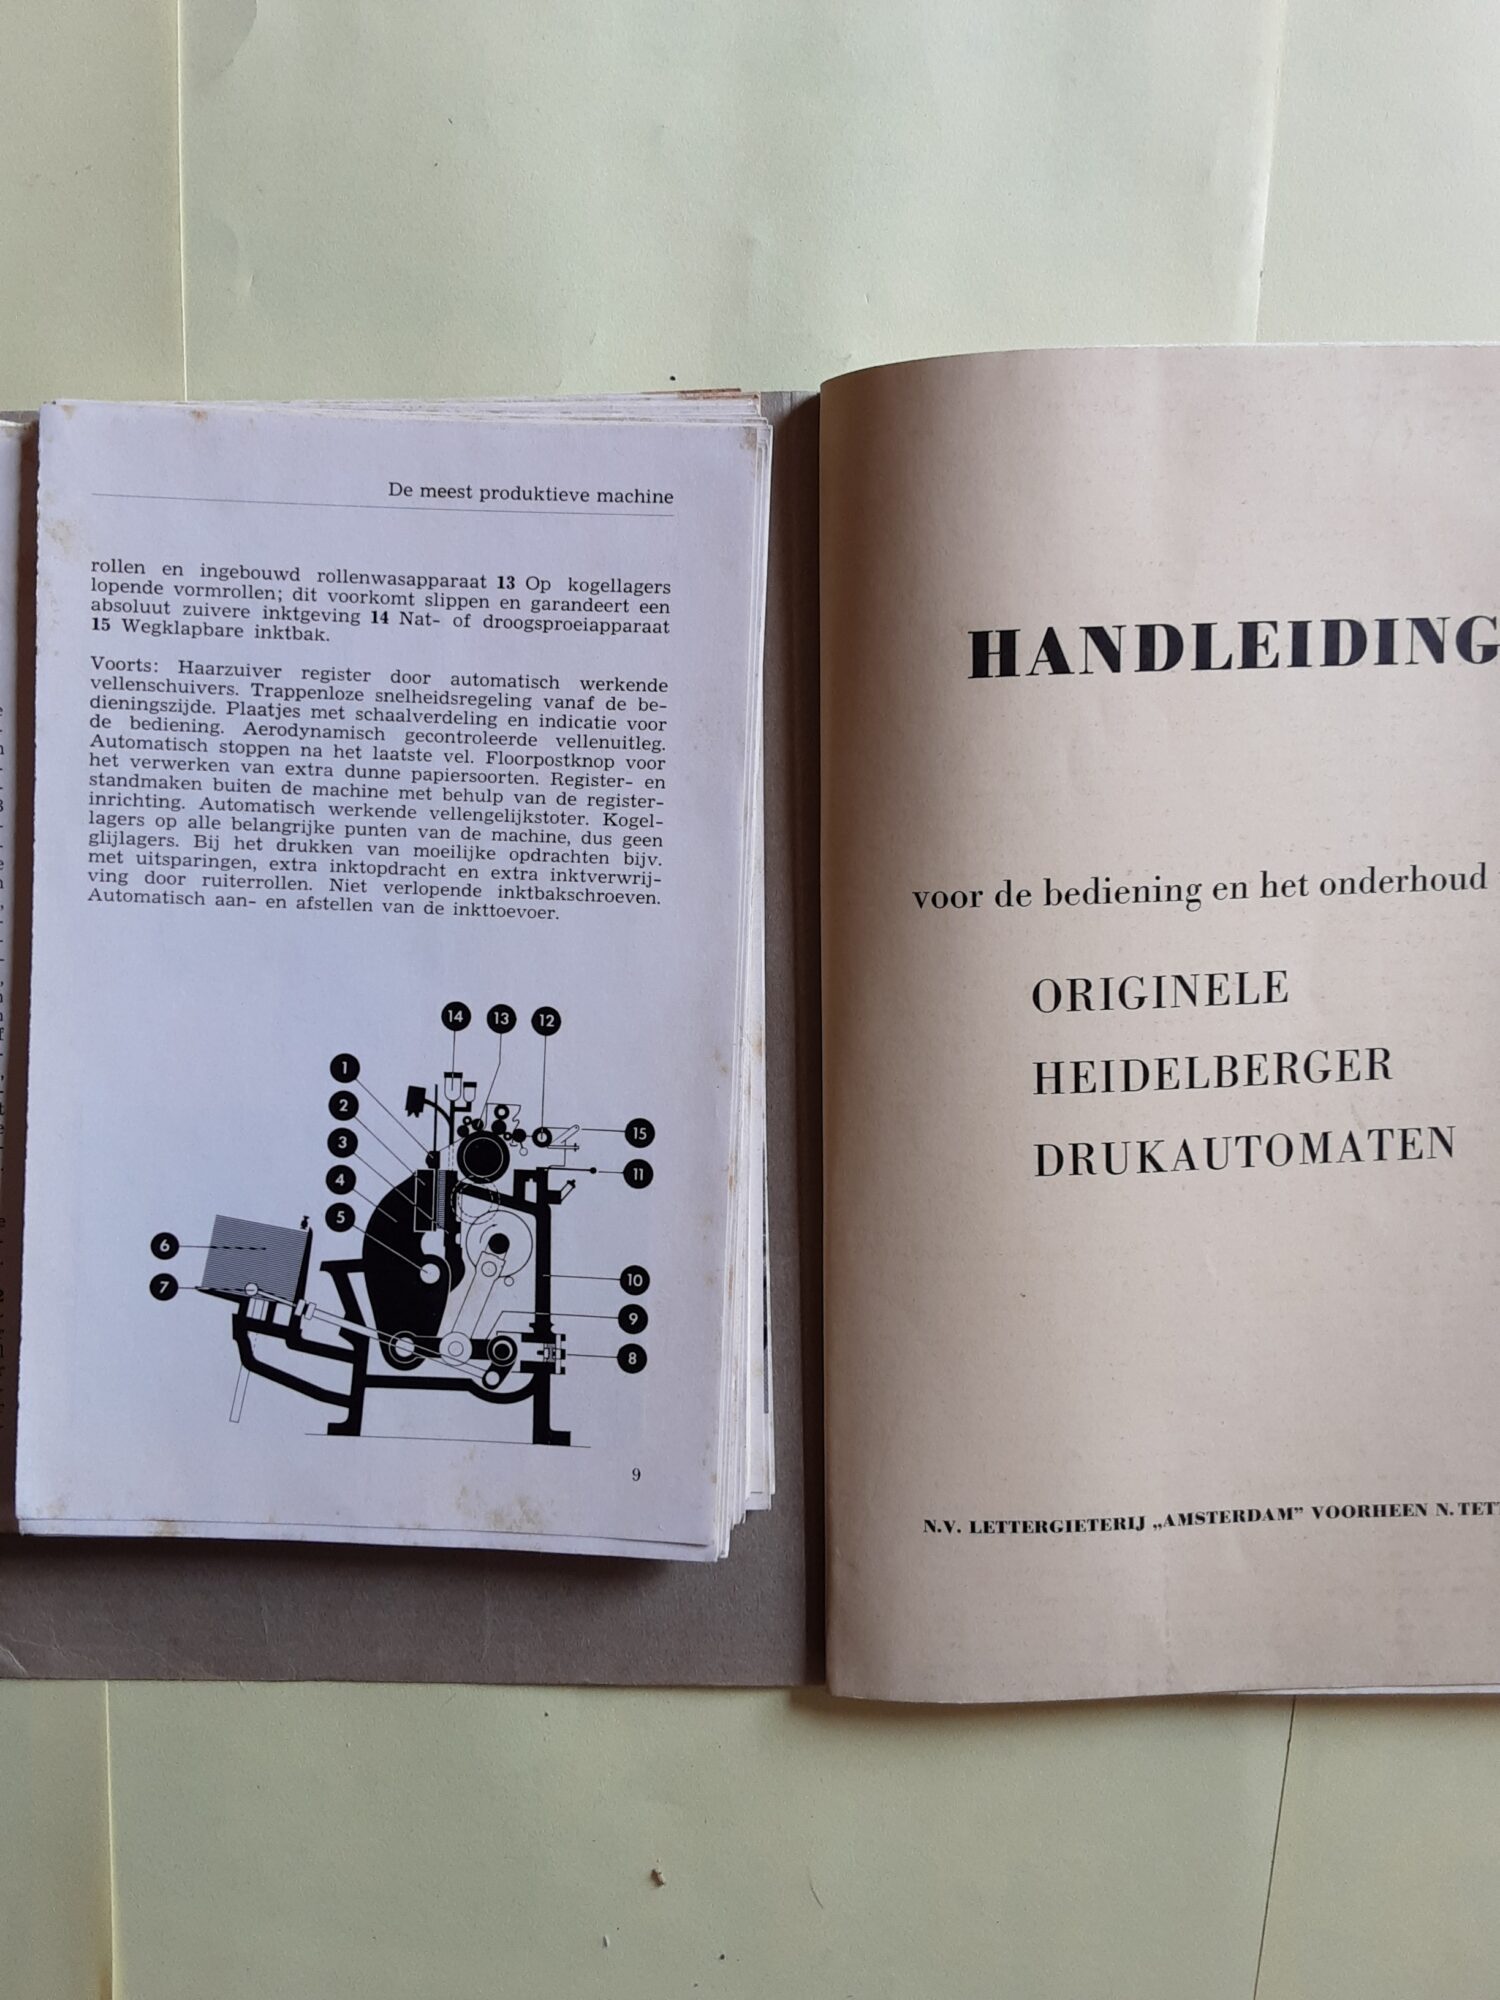 De meest produktieve machine
rollen en ingebouwd rollenwasapparaat 13 Op kogellagers
lopende vormrollen; dit voorkomt slippen en garandeert een
absoluut zuivere inktgeving 14 Nat- of droogsproeiapparaat
15 Wegklapbare inktbak.
Voorts: Haarzuiver register door automatisch werkende
vellenschuivers. Trappenloze snelheidsregeling vanaf de be-
dieningszijde. Plaatjes met schaalverdeling en indicatie voor
de bediening. Aerodynamisch gecontroleerde vellenuitleg.
Automatisch stoppen na het laatste vel. Floorpostknop voor
het verwerken van extra dunne papiersoorten. Register- en
standmaken buiten de machine met behulp van de register-
inrichting. Automatisch werkende vellengelijkstoter. Kogel-
lagers op alle belangrijke punten van de machine, dus geen
glijlagers. Bij het drukken van moeilijke opdrachten bijv.
met uitsparingen, extra inktopdracht en extra inktverwrij-
ving door ruiterrollen. Niet verlopende inktbakschroeven.
Automatisch aan- en afstellen van de inkttoevoer.
14 13 12
1
2
3
4
5
6
7
15
11
10
9
8
9
HANDLEIDING
voor de bediening en het onderhoud
ORIGINELE
HEIDELBERGER
DRUKAUTOMATEN
N.V. LETTERGIETERIJ „AMSTERDAM” VOORHEEN N. TETT